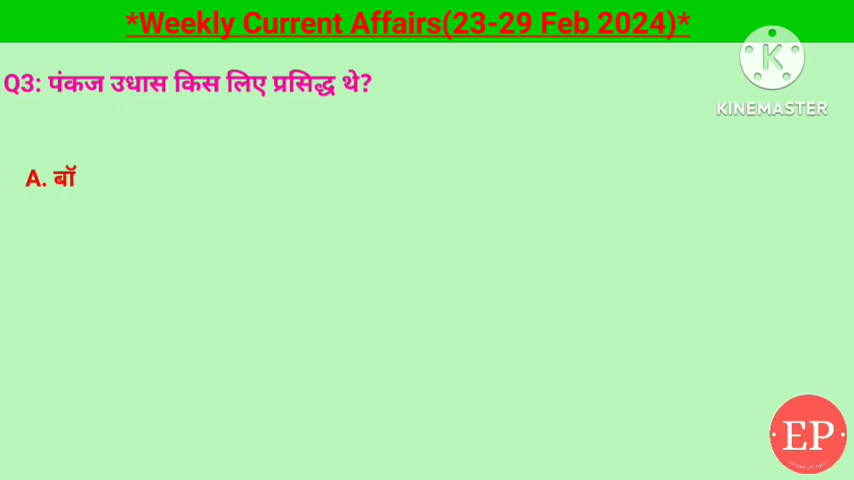 *Weekly Current Affairs(23-29 Feb 2024)*
Q3: पंकज उधास किस लिए प्रसिद्ध थे?
K
KINEMASTER
A. बॉ
EP